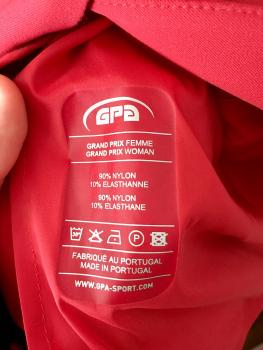 GPA
GRAND PRIX FEMME
GRAND PRIX WOMAN
90% NYLON
10% ELASTHANNE
90% NYLON
10% ELASTHANE
30°
P
FABRIQUÉ AU PORTUGAL
MADE IN PORTUGAL
WWW.GPA-SPORT.COM